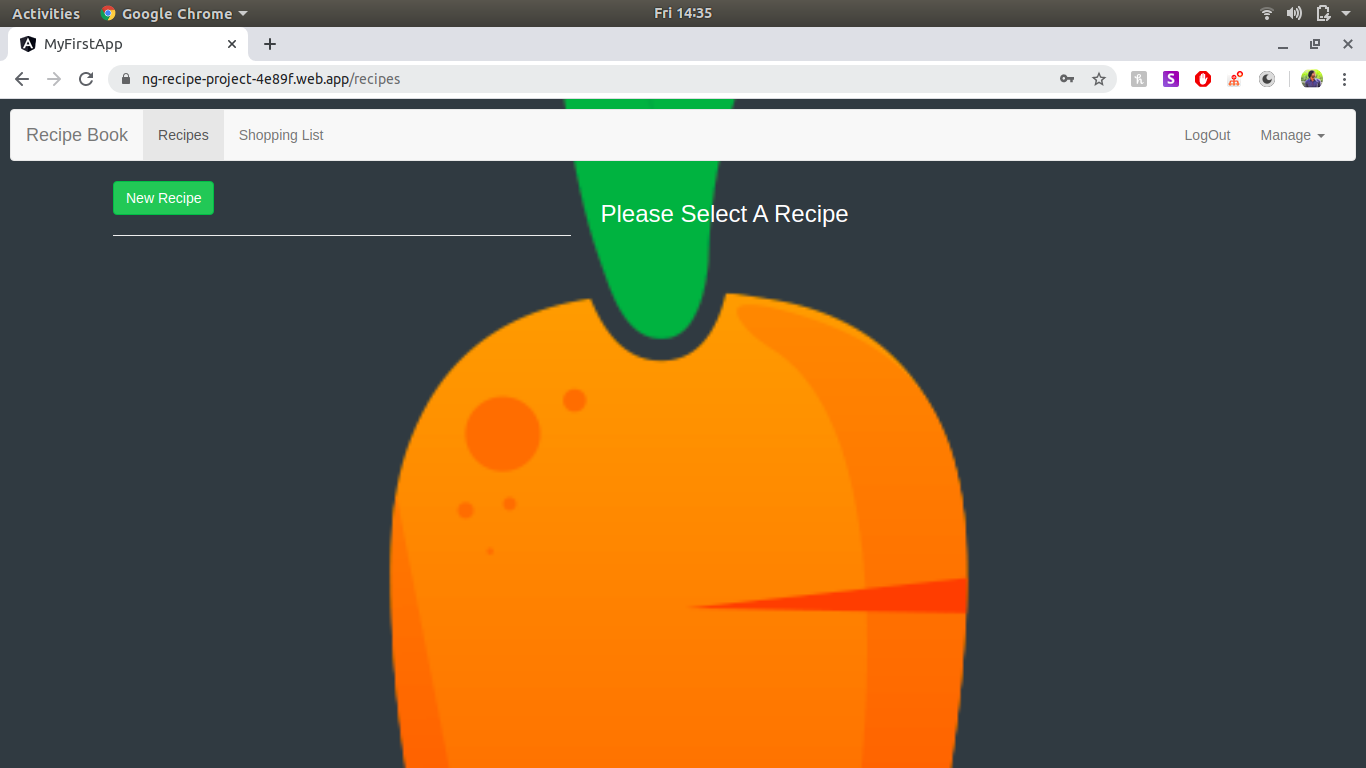 Activities Google Chrome Fri 14:35
MyFirstApp
ng-recipe-project-4e89f.web.app/recipes
Recipe Book Recipes Shopping List LogOut Manage
New Recipe
Please Select A Recipe